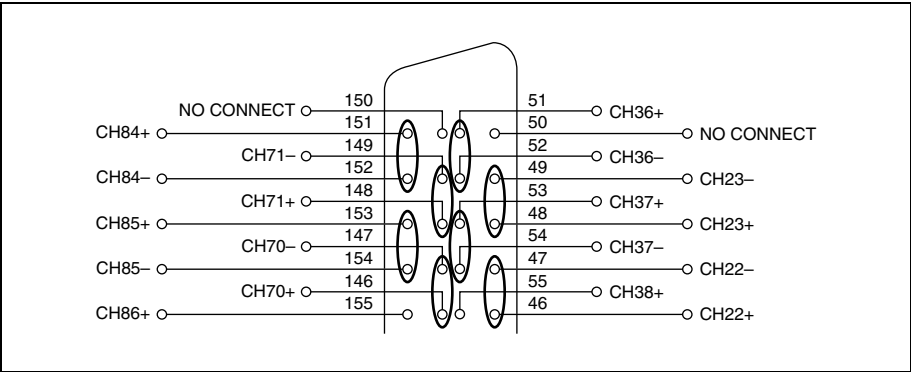 NO CONNECT 150 51 CH36+
CH84+ 151 50 NO CONNECT
CH71– 149 52 CH36–
CH84– 152 49 CH23–
CH71+ 148 53 CH37+
CH85+ 153 48 CH23+
CH70– 147 54 CH37–
CH85– 154 47 CH22–
CH70+ 146 55 CH38+
CH86+ 155 46 CH22+